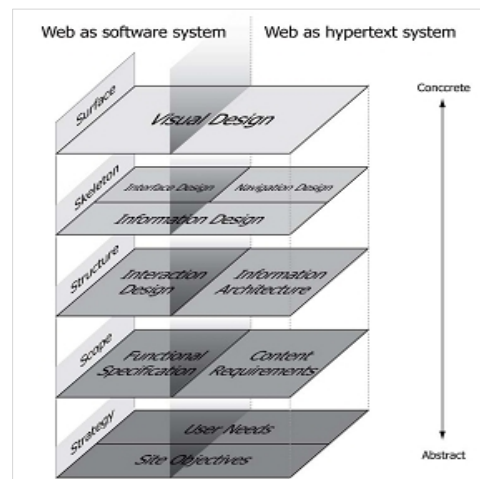 Web as software system
Web as hypertext system
Conccrete
Surface
Visual Design
Skeleton
Interface Design
Navigation Design
Information Design
Structure
Interaction
Design
Information
Architecture
Scope
Functional
Specification
Content
Requirements
Strategy
User Needs
Site Objectives
Abstract